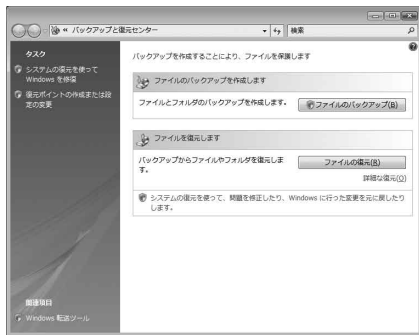 « バックアップと復元センター
検索
タスク
システムの復元を使って
Windows を修復
復元ポイントの作成または設
定の変更
関連項目
Windows 転送ツール
バックアップを作成することにより、ファイルを保護します
ファイルのバックアップを作成します
ファイルとフォルダのバックアップを作成します。
ファイルのバックアップ(B)
ファイルを復元します
バックアップからファイルやフォルダを復元しま
す。
ファイルの復元(R)
詳細な復元(O)
システムの復元を使って、問題を修正したり、Windows に行った変更を元に戻したり
します。